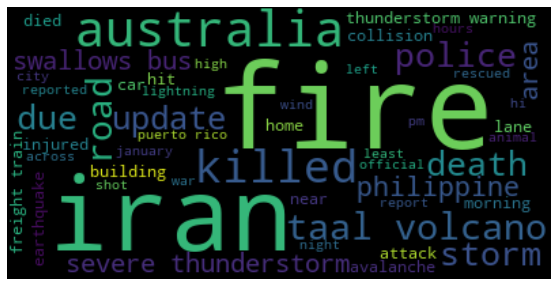 died
australia
thunderstorm warning
collision
hours
swallows bus
high
police
area
city
car
hit
left
rescued
reported
lightning
fire
road
due
update
wind
hi
puerto rico
home
pm
lane
animal
injured
across
january
killed
least
official
death
freight train
earthquake
building
shot
war
near
philippine
iran
report
morning
taal volcano
night
attack
storm
severe thunderstorm
avalanche